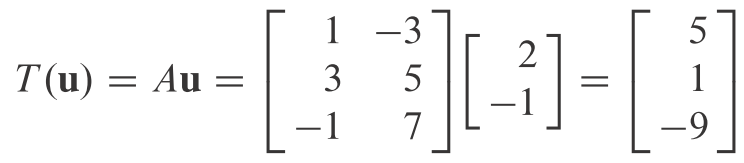 T(u) = Au = [ 1 −3 ] [ 2 ] = [ 5 ]
[ 3 5 ] [ −1 ] [ 1 ]
[ −1 7 ] [ −9 ]